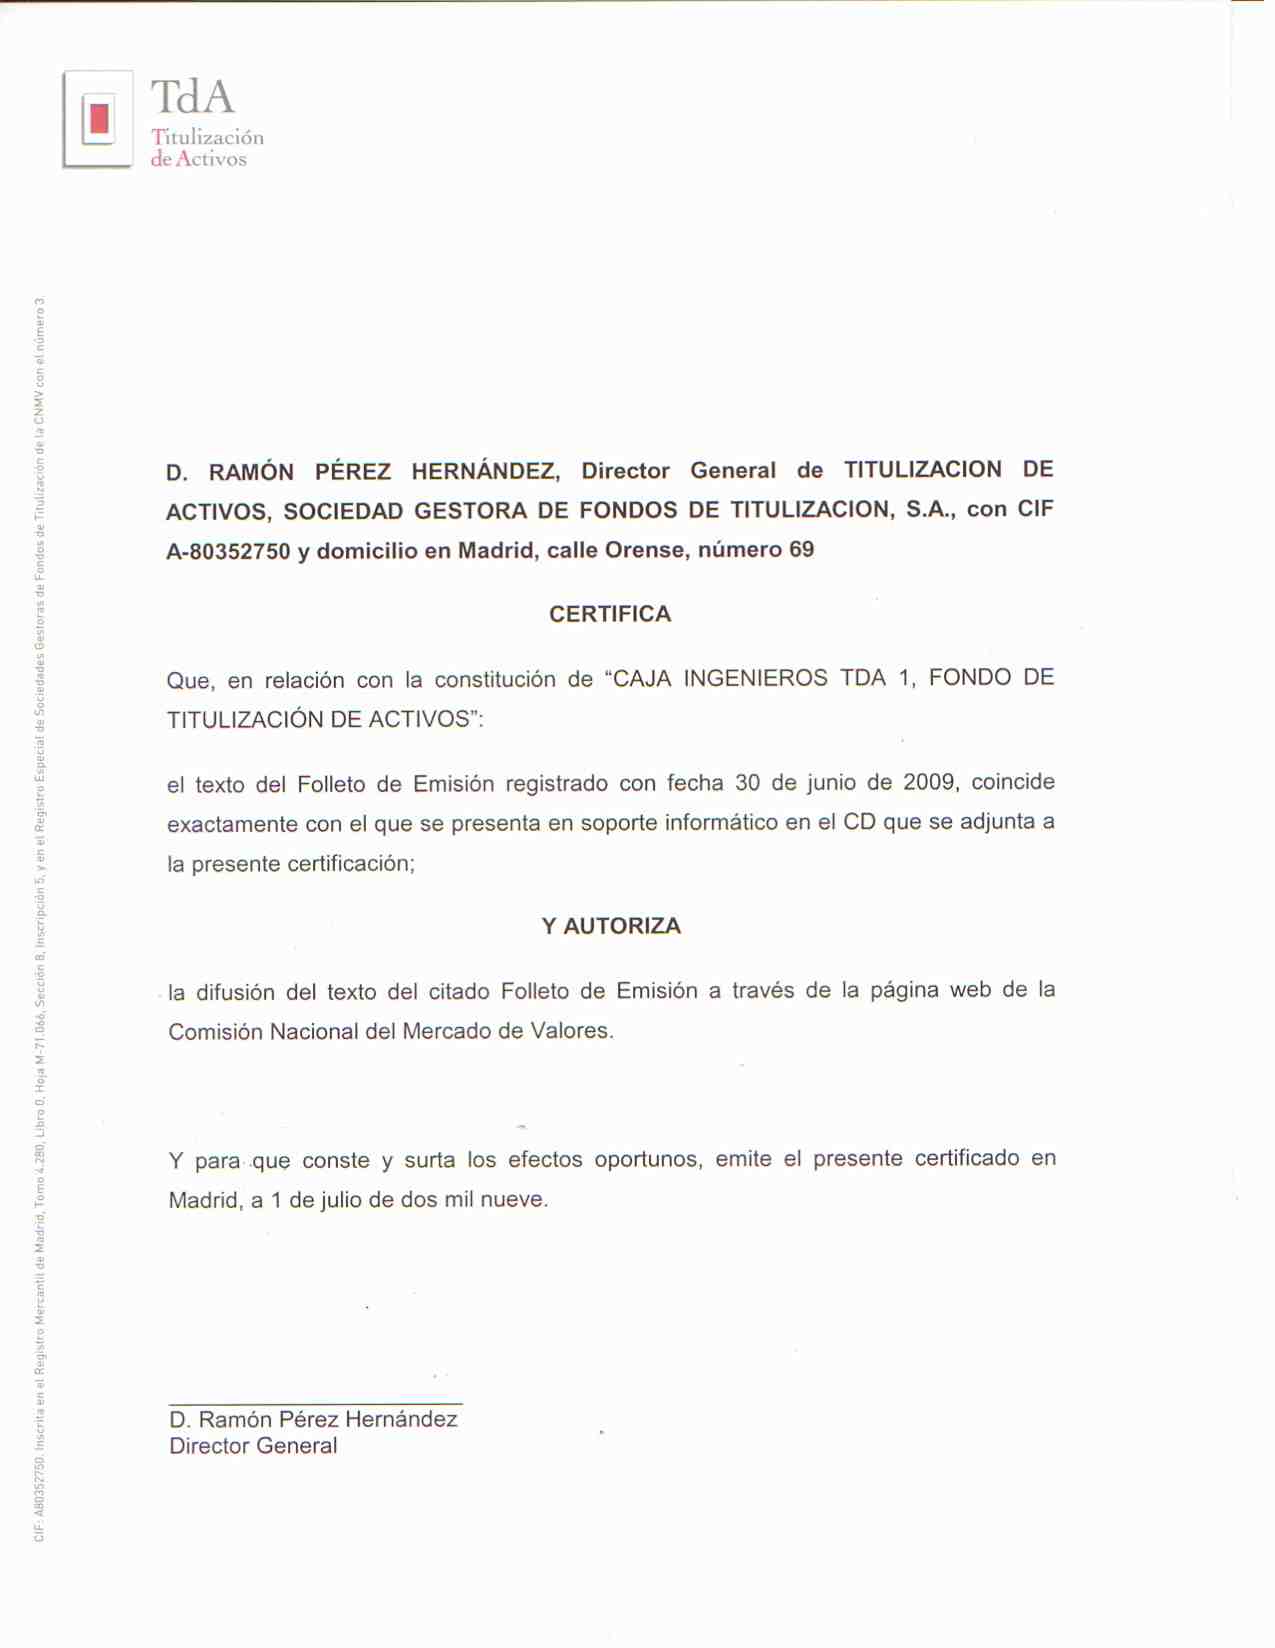 TdA
Titulización
de Activos
D. RAMÓN PÉREZ HERNÁNDEZ, Director General de TITULIZACION DE
ACTIVOS, SOCIEDAD GESTORA DE FONDOS DE TITULIZACION, S.A., con CIF
A-80352750 y domicilio en Madrid, calle Orense, número 69
CERTIFICA
Que, en relación con la constitución de “CAJA INGENIEROS TDA 1, FONDO DE
TITULIZACIÓN DE ACTIVOS”:
el texto del Folleto de Emisión registrado con fecha 30 de junio de 2009, coincide
exactamente con el que se presenta en soporte informático en el CD que se adjunta a
la presente certificación;
Y AUTORIZA
la difusión del texto del citado Folleto de Emisión a través de la página web de la
Comisión Nacional del Mercado de Valores.
Y para que conste y surta los efectos oportunos, emite el presente certificado en
Madrid, a 1 de julio de dos mil nueve.
D. Ramón Pérez Hernández
Director General
CIF: A80352750. Inscrita en el Registro Mercantil de Madrid, Tomo 4.280, Libro 0, Hoja M-71.066, Sección 8, Inscripción 5, y en el Registro Especial de Sociedades Gestoras de Fondos de Titulización de la CNMV con el número 3.